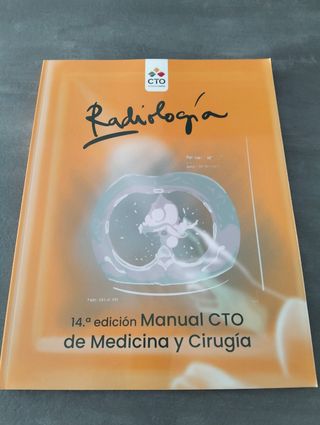 CTO
Radiología
14.ª edición Manual CTO
de Medicina y Cirugía